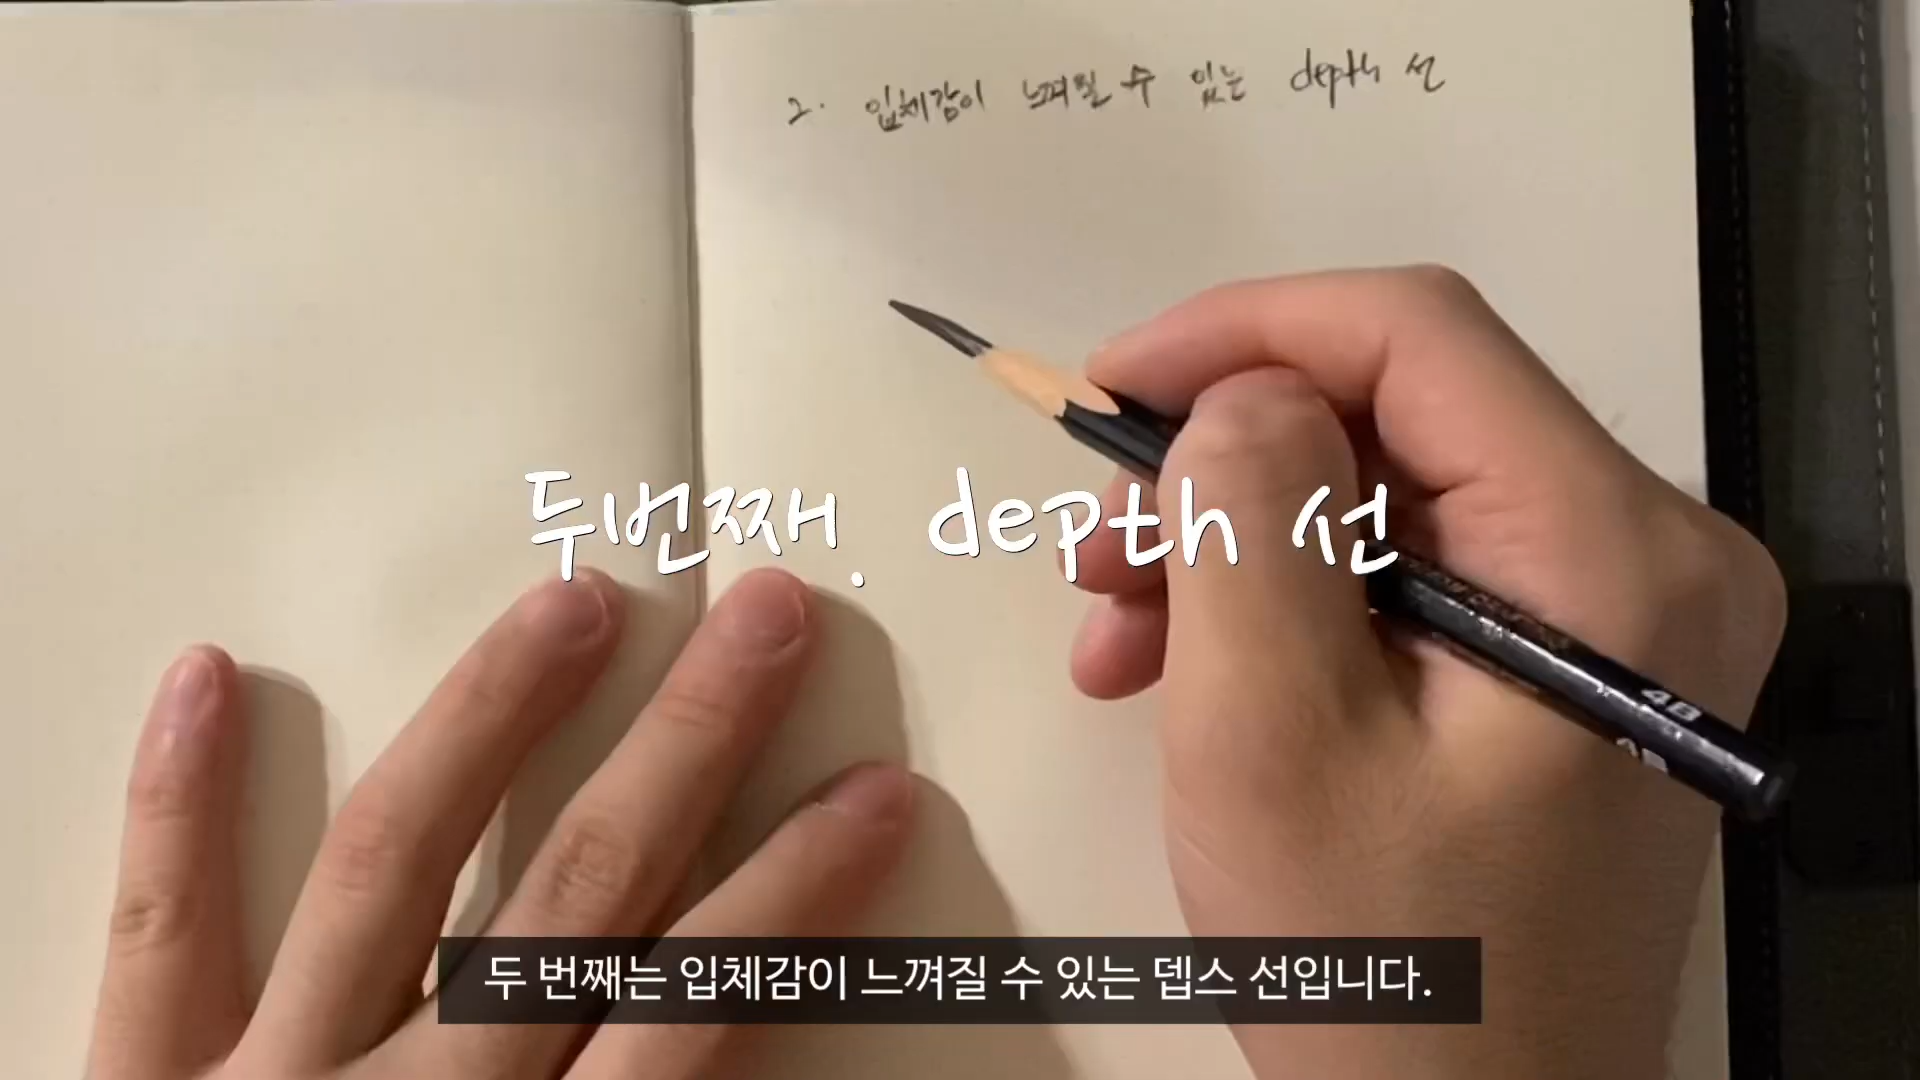 2. 입체감이 느껴질 수 있는 depth 선
두번째. depth 선
4B
두 번째는 입체감이 느껴질 수 있는 뎁스 선입니다.